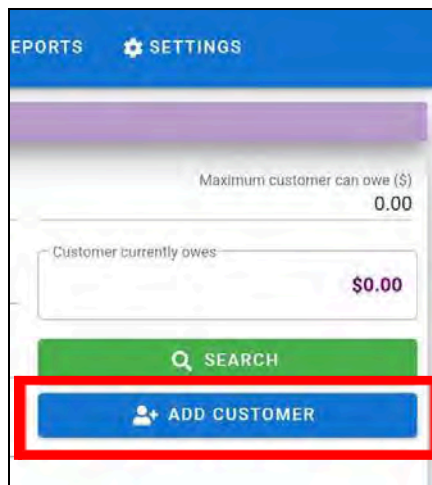 EPORTS SETTINGS
Maximum customer can owe ($)
0.00
Customer currently owes
$0.00
SEARCH
ADD CUSTOMER